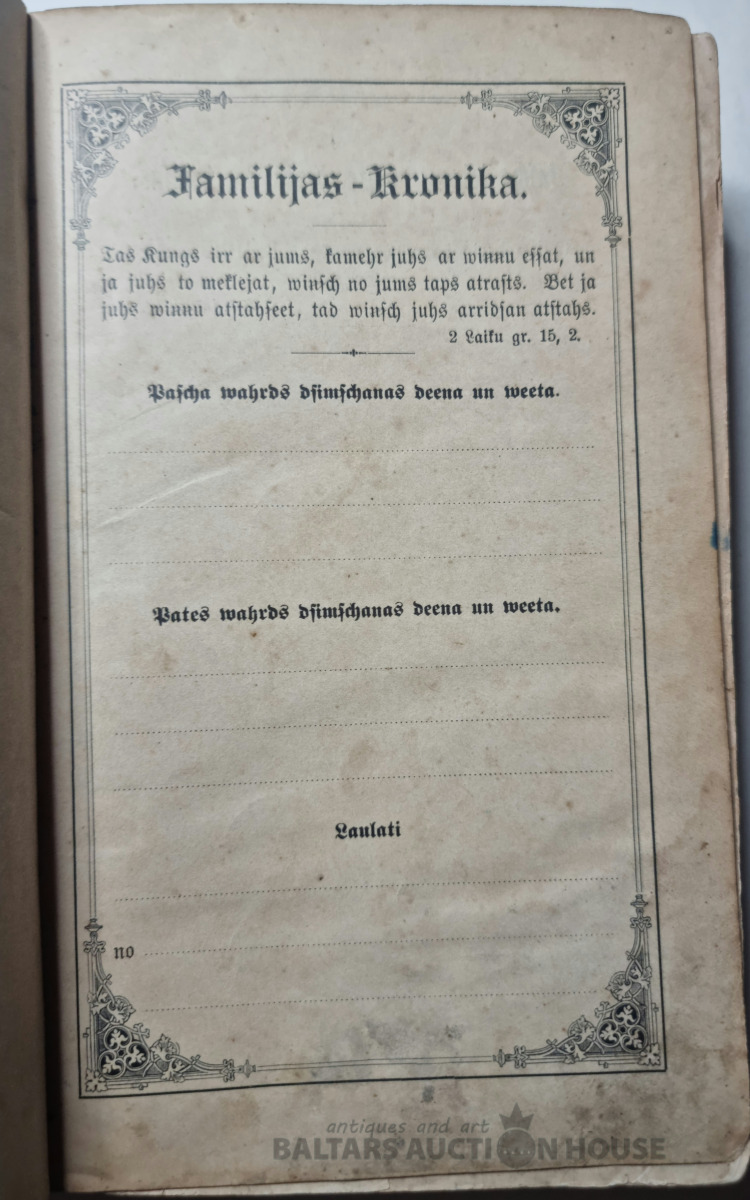 Familijas-Kronika.
Tas Kungs irr ar jums, kamehr juhs ar winnu eſſat, un
ja juhs to meklejat, winſch no jums taps atraſts. Bet ja
juhs winnu atſtahſeet, tad winſch juhs arridſan atſtahs.
2 Laiku gr. 15, 2.
Paſcha wahrds dſimſchanas deena un weeta.
Pates wahrds dſimſchanas deena un weeta.
Laulati
no
antiques and art
BALTARS AUCTION HOUSE